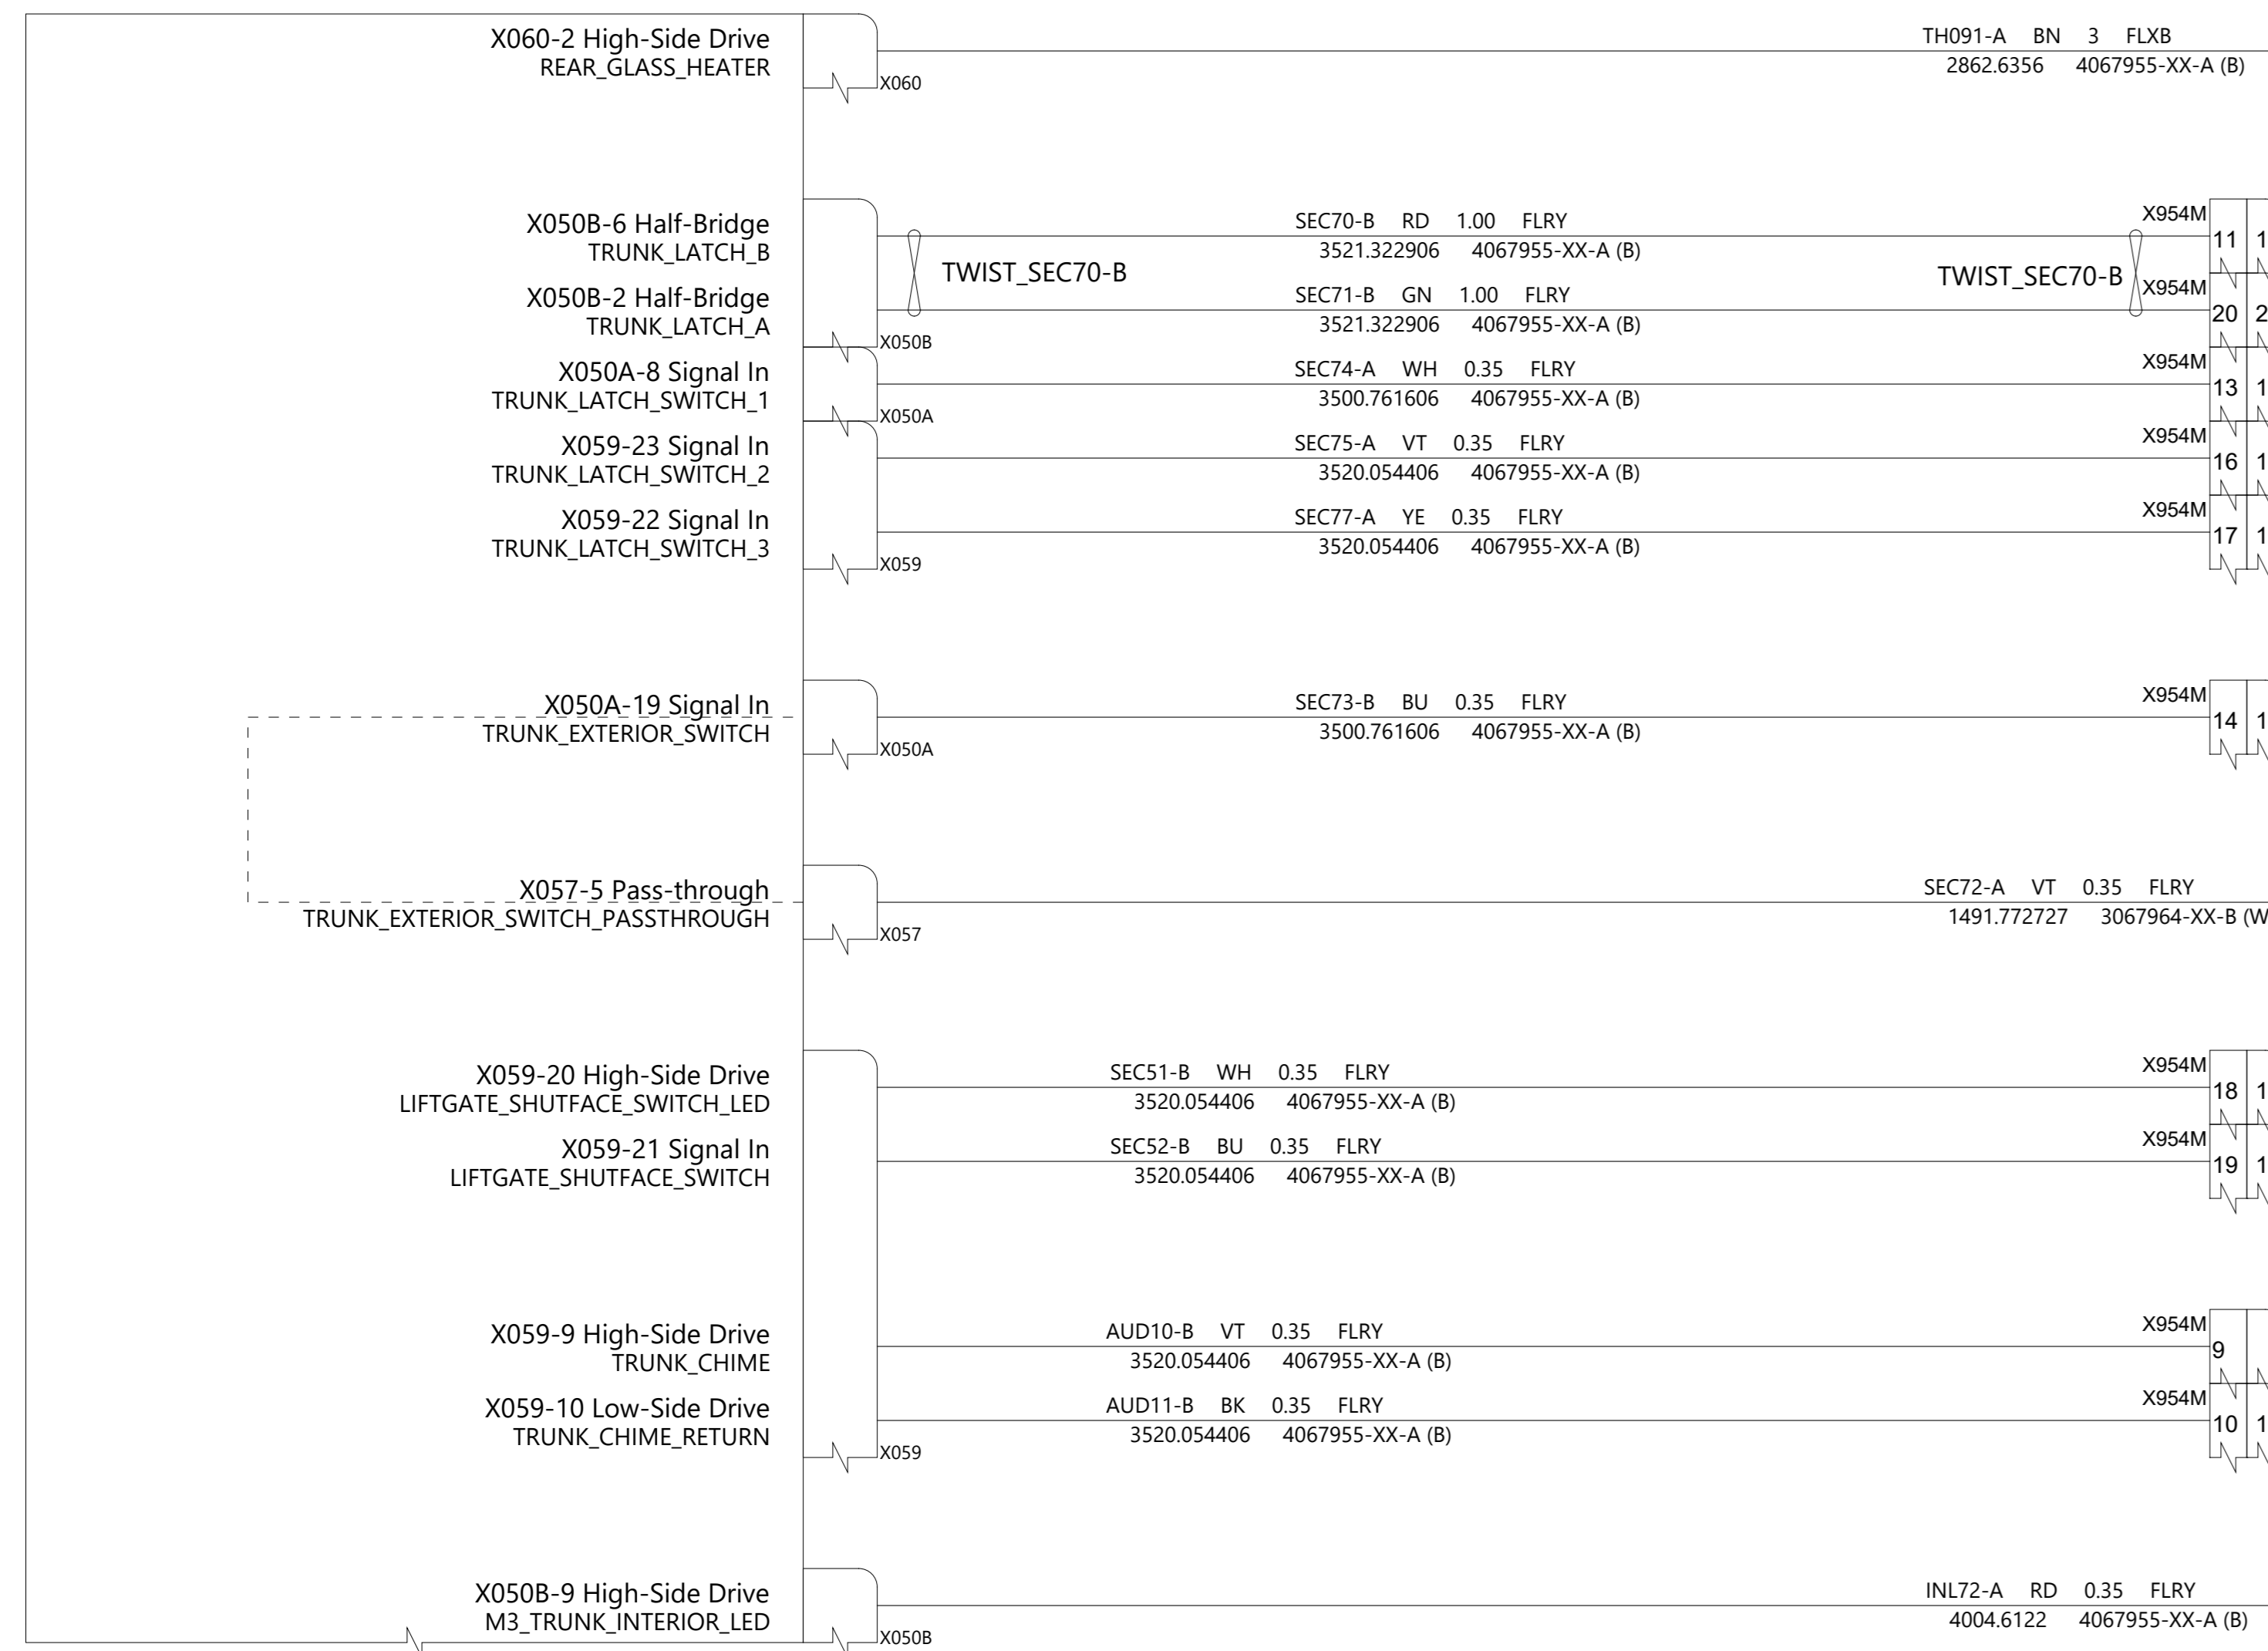 X060-2 High-Side Drive
REAR_GLASS_HEATER
X060
TH091-A BN 3 FLXB
2862.6356 4067955-XX-A (B)
X050B-6 Half-Bridge
TRUNK_LATCH_B
SEC70-B RD 1.00 FLRY
3521.322906 4067955-XX-A (B)
X954M
11 1
TWIST_SEC70-B
TWIST_SEC70-B
X050B-2 Half-Bridge
TRUNK_LATCH_A
X050B
SEC71-B GN 1.00 FLRY
3521.322906 4067955-XX-A (B)
X954M
20 2
X050A-8 Signal In
TRUNK_LATCH_SWITCH_1
X050A
SEC74-A WH 0.35 FLRY
3500.761606 4067955-XX-A (B)
X954M
13 1
X059-23 Signal In
TRUNK_LATCH_SWITCH_2
SEC75-A VT 0.35 FLRY
3520.054406 4067955-XX-A (B)
X954M
16 1
X059-22 Signal In
TRUNK_LATCH_SWITCH_3
X059
SEC77-A YE 0.35 FLRY
3520.054406 4067955-XX-A (B)
X954M
17 1
X050A-19 Signal In
TRUNK_EXTERIOR_SWITCH
X050A
SEC73-B BU 0.35 FLRY
3500.761606 4067955-XX-A (B)
X954M
14 1
X057-5 Pass-through
TRUNK_EXTERIOR_SWITCH_PASSTHROUGH
X057
SEC72-A VT 0.35 FLRY
1491.772727 3067964-XX-B (W
X059-20 High-Side Drive
LIFTGATE_SHUTFACE_SWITCH_LED
SEC51-B WH 0.35 FLRY
3520.054406 4067955-XX-A (B)
X954M
18 1
X059-21 Signal In
LIFTGATE_SHUTFACE_SWITCH
SEC52-B BU 0.35 FLRY
3520.054406 4067955-XX-A (B)
X954M
19 1
X059-9 High-Side Drive
TRUNK_CHIME
AUD10-B VT 0.35 FLRY
3520.054406 4067955-XX-A (B)
X954M
9
X059-10 Low-Side Drive
TRUNK_CHIME_RETURN
X059
AUD11-B BK 0.35 FLRY
3520.054406 4067955-XX-A (B)
X954M
10 1
X050B-9 High-Side Drive
M3_TRUNK_INTERIOR_LED
X050B
INL72-A RD 0.35 FLRY
4004.6122 4067955-XX-A (B)